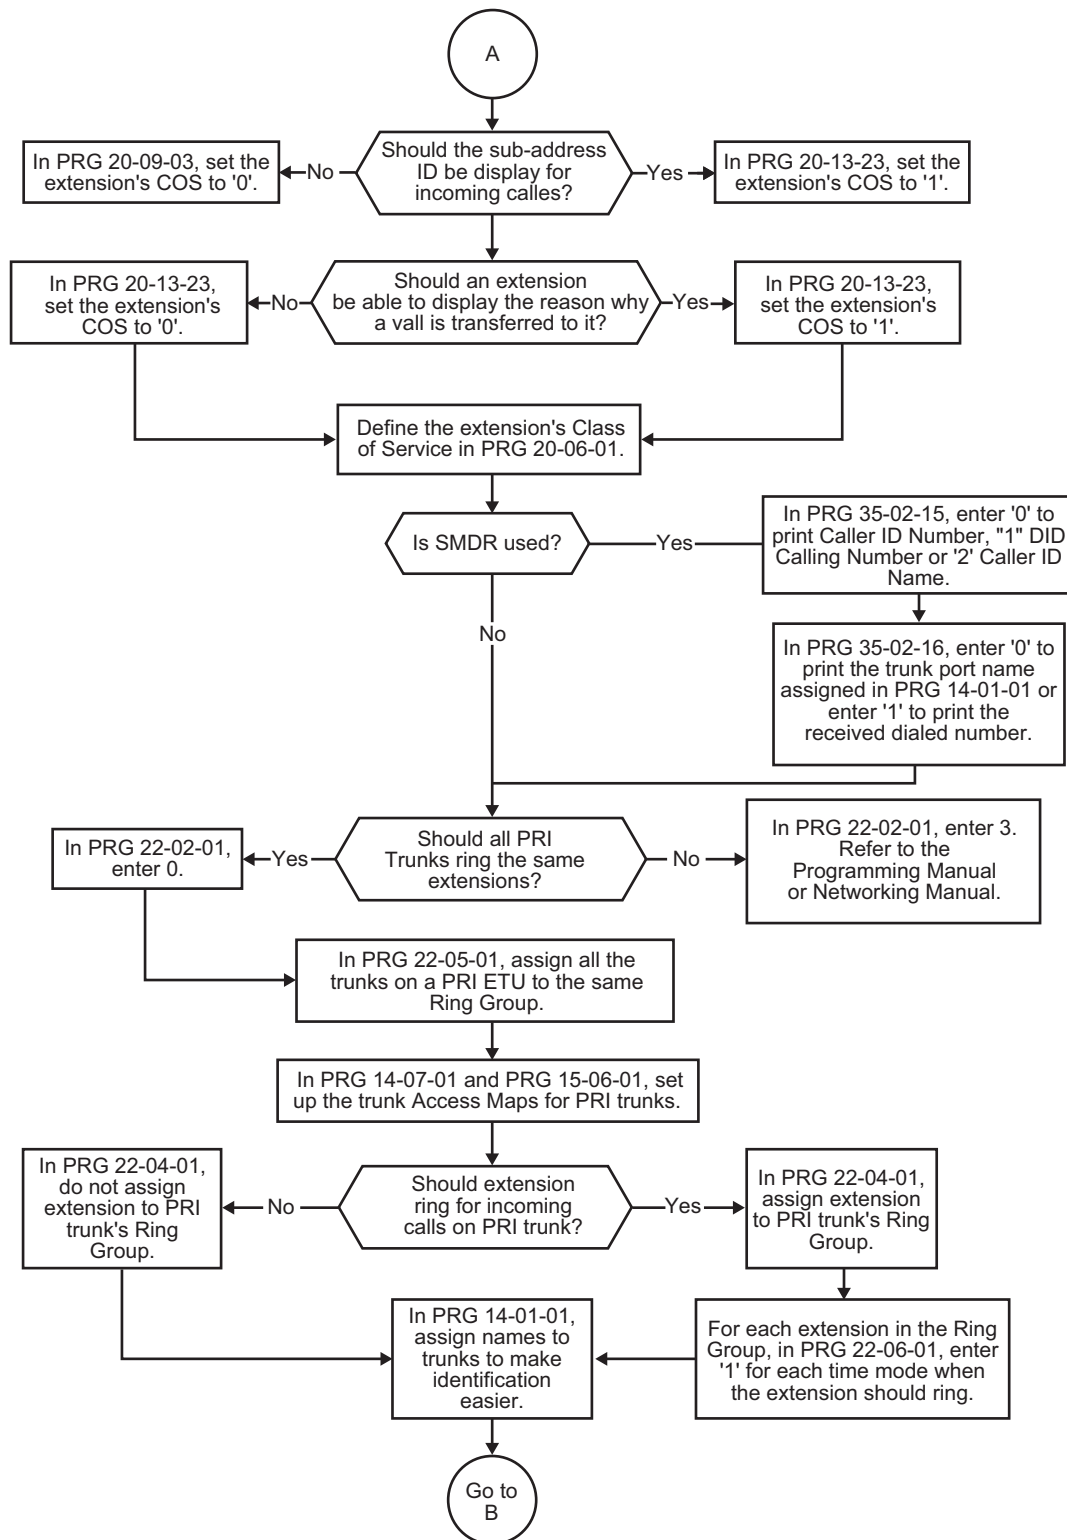 A
Should the sub-address
ID be display for
incoming calles?
No
In PRG 20-09-03, set the
extension's COS to '0'.
Yes
In PRG 20-13-23, set the
extension's COS to '1'.
Should an extension
be able to display the reason why
a vall is transferred to it?
No
In PRG 20-13-23,
set the extension's
COS to '0'.
Yes
In PRG 20-13-23,
set the extension's
COS to '1'.
Define the extension's Class
of Service in PRG 20-06-01.
Is SMDR used?
Yes
In PRG 35-02-15, enter '0' to
print Caller ID Number, "1" DID
Calling Number or '2' Caller ID
Name.
No
In PRG 35-02-16, enter '0' to
print the trunk port name
assigned in PRG 14-01-01 or
enter '1' to print the
received dialed number.
Should all PRI
Trunks ring the same
extensions?
Yes
In PRG 22-02-01,
enter 0.
No
In PRG 22-02-01, enter 3.
Refer to the
Programming Manual
or Networking Manual.
In PRG 22-05-01, assign all the
trunks on a PRI ETU to the same
Ring Group.
In PRG 14-07-01 and PRG 15-06-01, set
up the trunk Access Maps for PRI trunks.
Should extension
ring for incoming
calls on PRI trunk?
No
In PRG 22-04-01,
do not assign
extension to PRI
trunk's Ring
Group.
Yes
In PRG 22-04-01,
assign extension
to PRI trunk's Ring
Group.
For each extension in the Ring
Group, in PRG 22-06-01, enter
'1' for each time mode when
the extension should ring.
In PRG 14-01-01,
assign names to
trunks to make
identification
easier.
Go to
B